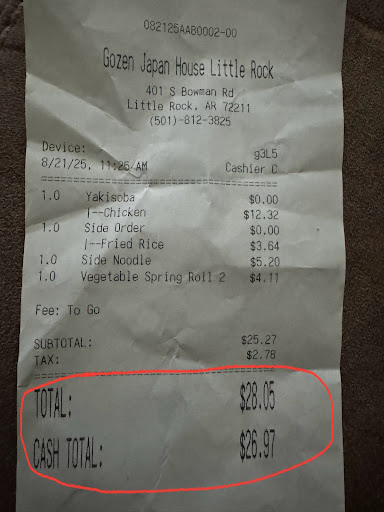 082125AAB0002-00
Gozen Japan House Little Rock
401 S Bowman Rd
Little Rock, AR 72211
(501)-812-3825
Device: g3L5
8/21/25, 11:25 AM Cashier C
1.0 Yakisoba $0.00
|--Chicken $12.32
1.0 Side Order $0.00
|--Fried Rice $3.64
1.0 Side Noodle $5.20
1.0 Vegetable Spring Roll 2 $4.11
Fee: To Go
SUBTOTAL: $25.27
TAX: $2.78
TOTAL: $28.05
CASH TOTAL: $26.97